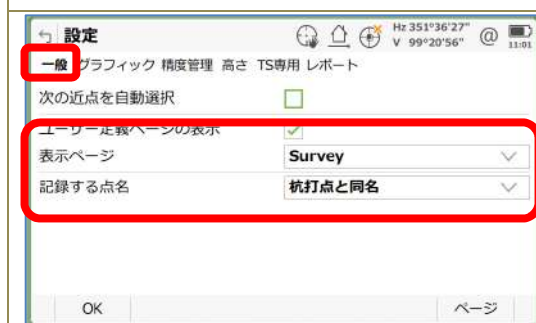 設定
Hz 351°36'27"
V 99°20'56"
@
11:01
一般 グラフィック 精度管理 高さ TS専用 レポート
次の近点を自動選択
ユーザー定義ページの表示
表示ページ Survey
記録する点名 杭打点と同名
OK ページ